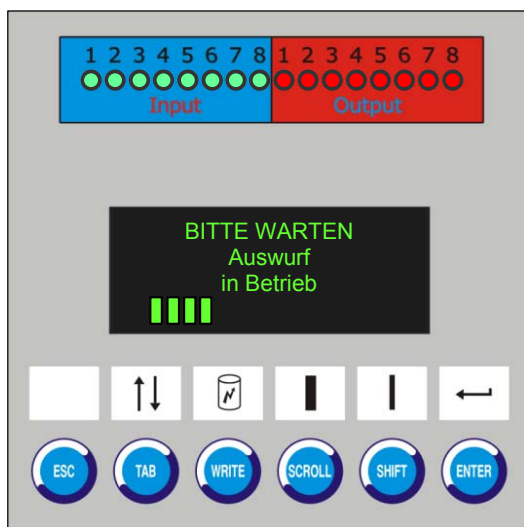 1 2 3 4 5 6 7 8 1 2 3 4 5 6 7 8
Input Output
BITTE WARTEN
Auswurf
in Betrieb
ESC TAB WRITE SCROLL SHIFT ENTER